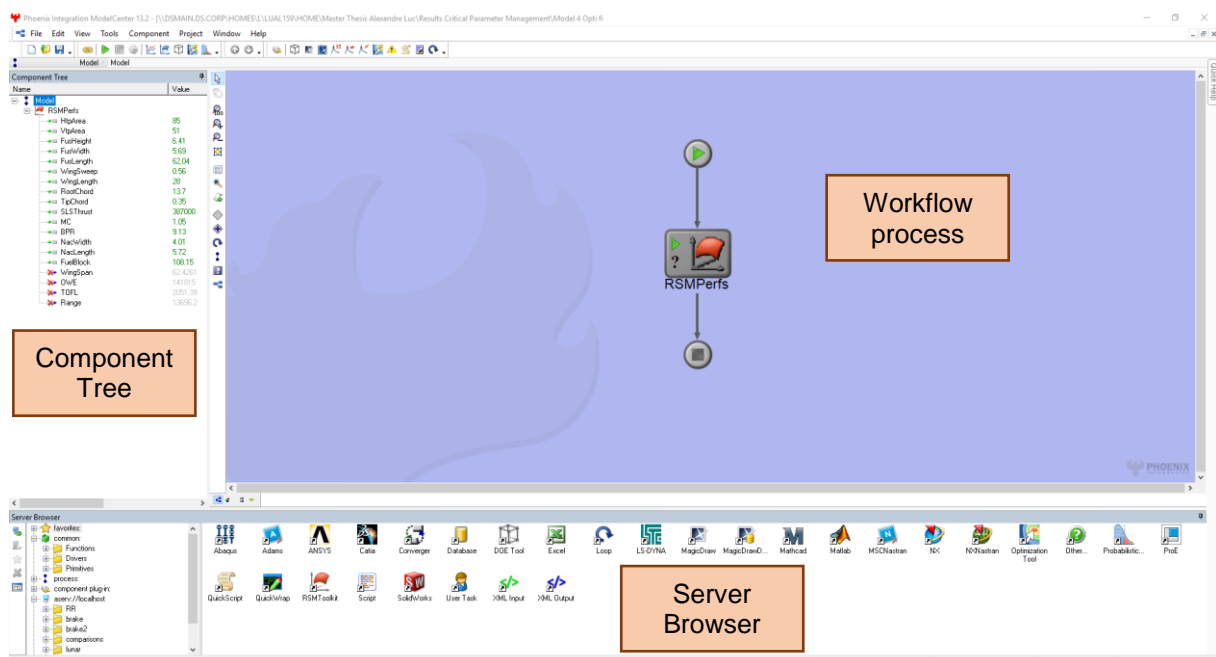 Phoenix Integration ModelCenter 13.2 - [\\DSMAIN.DS.CORP\HOMES\L\LUAL159\HOME\Master Thesis Alexandre Luc\Results Critical Parameter Management\Model 4 Opti fi
File Edit View Tools Component Project Window Help
Model Model
Component Tree
Name Value
Model
RSMPerfs
HtpArea 85
VtpArea 51
FusHeight 6.41
FusWidth 5.69
FusLength 62.04
WingSweep 0.56
WingLength 28
RootChord 13.7
TipChord 0.35
SLSThrust 387000
MC 1.05
BPR 9.13
NacWidth 4.01
NacLength 5.72
FuelBlock 108.15
WingSpan 62.4261
OWE 141815
TOFL 2051.39
Range 13696.2
Quick Help
RSMPerfs
Workflow
process
Component
Tree
PHOENIX
Server Browser
favorites:
common:
Functions
Drivers
Primitives
process:
component plug-in:
aserv://localhost
RR
brake
brake2
comparisons
lunar
Abaqus Adams ANSYS Catia Converger Database DOE Tool Excel Loop LS-DYNA MagicDraw MagicDrawD... Mathcad Matlab MSCNastran NX NXNastran Optimization Tool Other... Probabilistic... ProE
QuickScript QuickWrap RSMToolkit Script SolidWorks User Task XML Input XML Output
Server
Browser